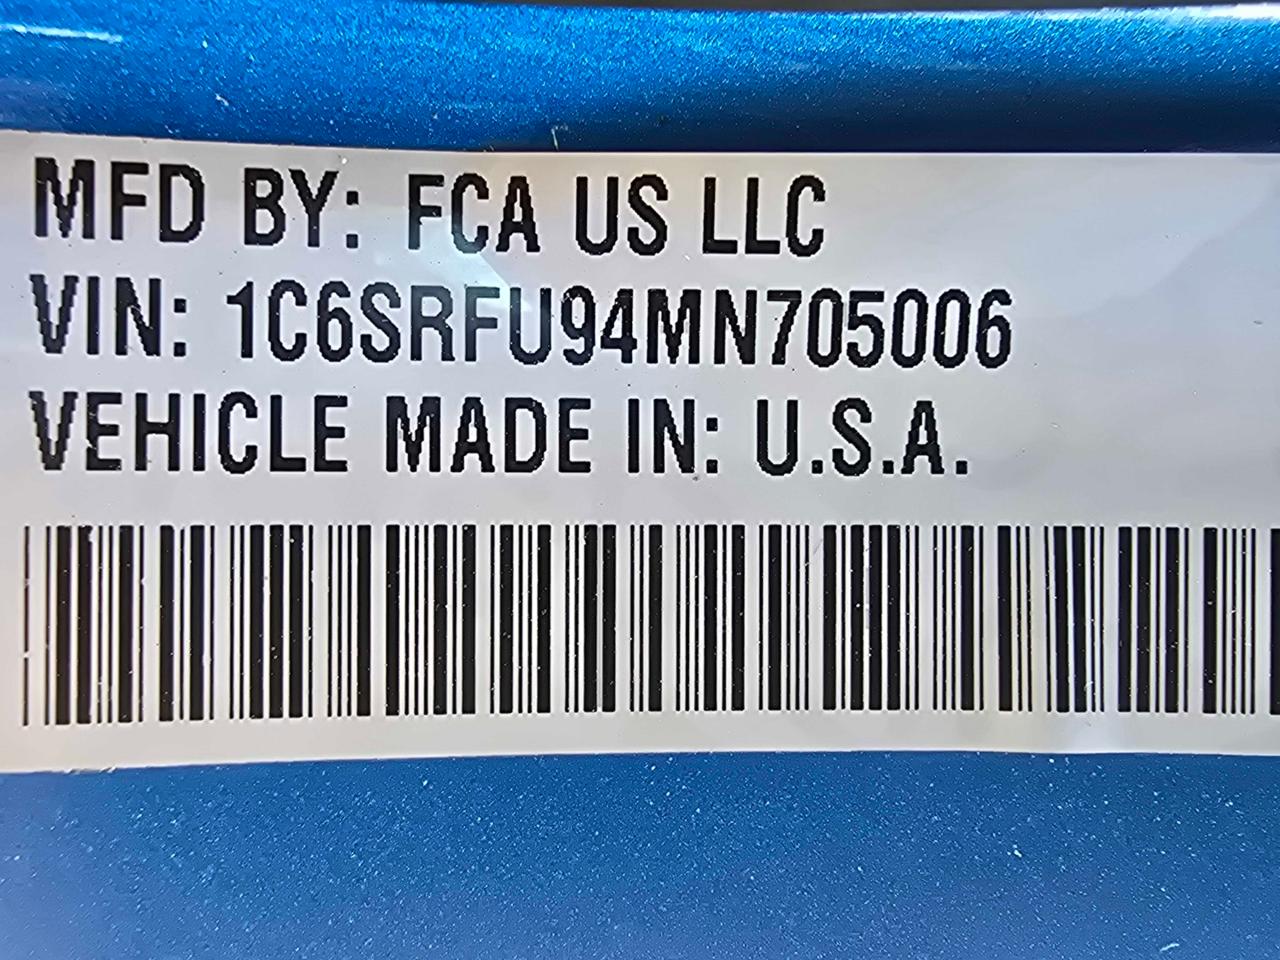 MFD BY: FCA US LLC
VIN: 1C6SRFU94MN705006
VEHICLE MADE IN: U.S.A.